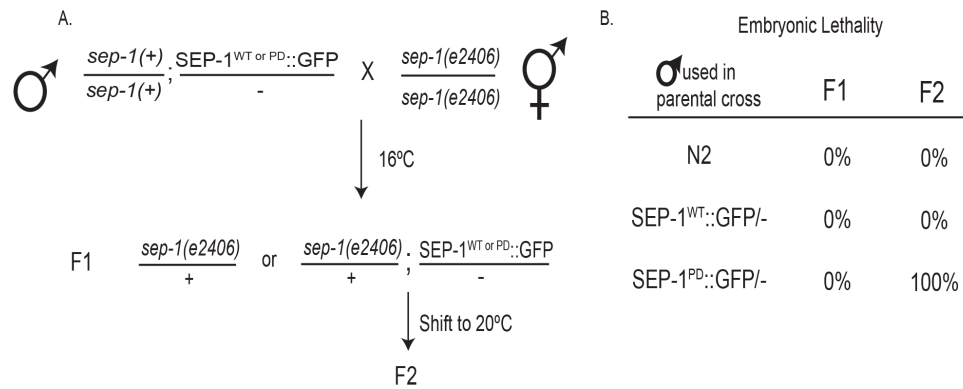 A.
sep-1(+) ; SEP-1WT or PD::GFP X sep-1(e2406)
sep-1(+) - sep-1(e2406)
16ºC
F1 sep-1(e2406) or sep-1(e2406) ; SEP-1WT or PD::GFP
+ + -
Shift to 20ºC
F2
B.
Embryonic Lethality
♂ used in
parental cross F1 F2
N2 0% 0%
SEP-1WT::GFP/- 0% 0%
SEP-1PD::GFP/- 0% 100%